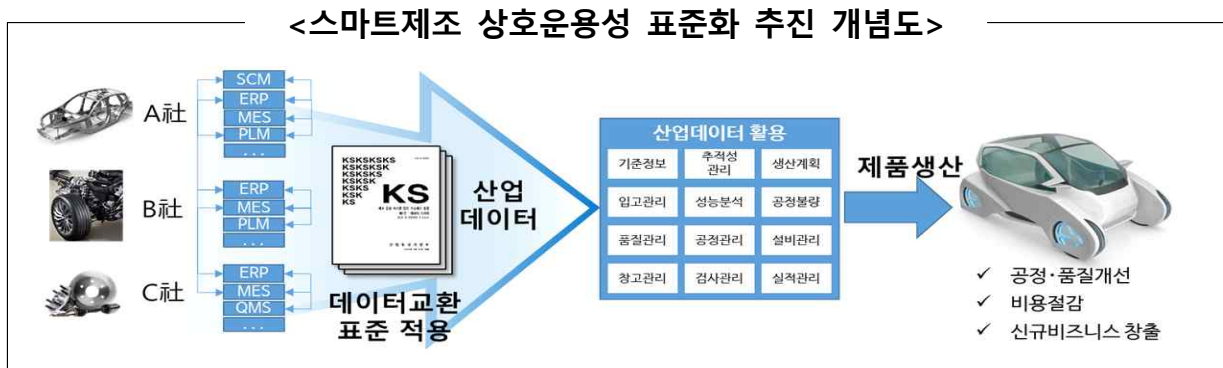 <스마트제조 상호운용성 표준화 추진 개념도>
A社
SCM
ERP
MES
PLM
...
B社
ERP
MES
PLM
...
C社
ERP
MES
QMS
...
KSKSKSKS
KSKSKSK
KSKSKS
KSKSK
KSKS
KSK
KS
KS
데이터교환
표준 적용
산업
데이터
산업데이터 활용
기준정보
추적성
관리
생산계획
입고관리
성능분석
공정불량
품질관리
공정관리
설비관리
창고관리
검사관리
실적관리
제품생산
✓ 공정·품질개선
✓ 비용절감
✓ 신규비즈니스 창출